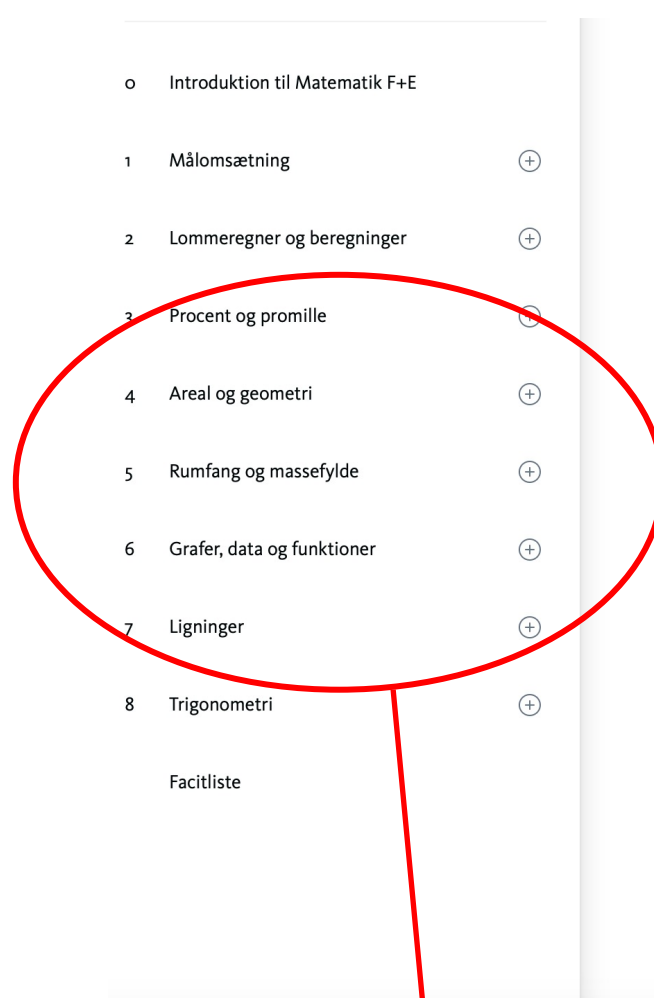 0 Introduktion til Matematik F+E
1 Målomsætning
2 Lommeregner og beregninger
3 Procent og promille
4 Areal og geometri
5 Rumfang og massefylde
6 Grafer, data og funktioner
7 Ligninger
8 Trigonometri
Facitliste